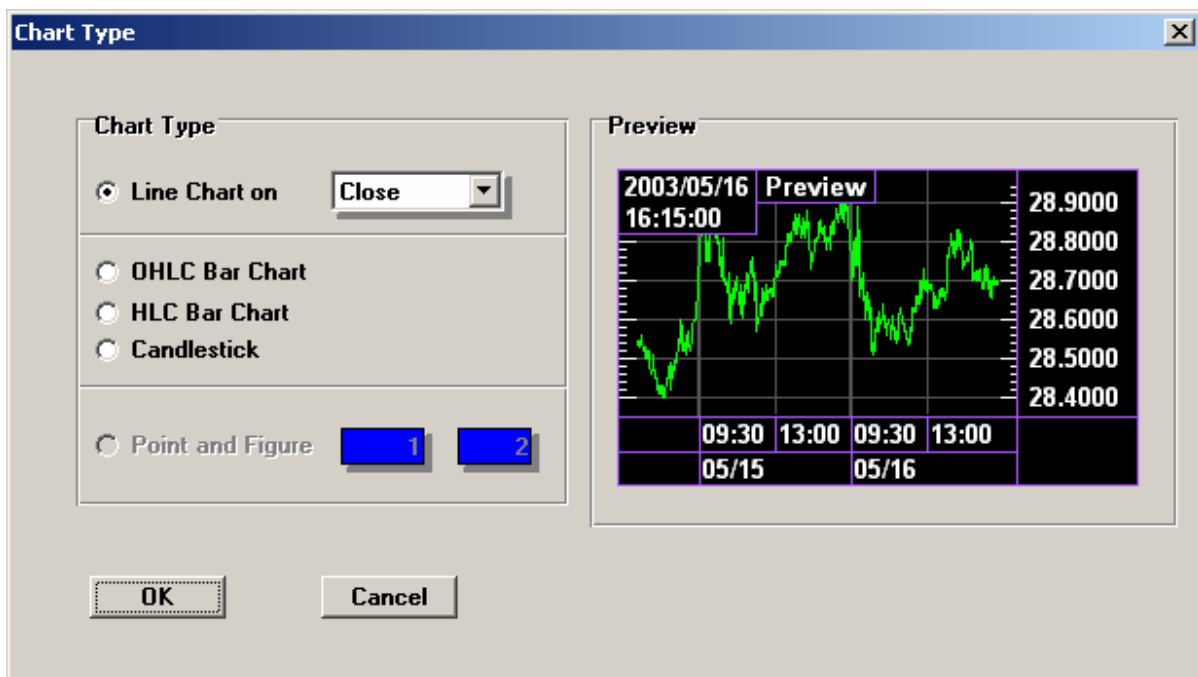 Chart Type
Chart Type
Line Chart on Close
OHLC Bar Chart
HLC Bar Chart
Candlestick
Point and Figure 1 2
OK Cancel
Preview
2003/05/16 Preview
16:15:00
28.9000
28.8000
28.7000
28.6000
28.5000
28.4000
09:30 13:00 09:30 13:00
05/15 05/16